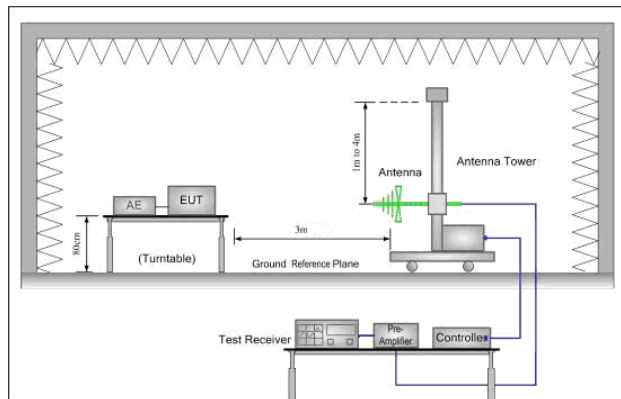 1m to 4m
Antenna
Antenna Tower
AE
EUT
80cm
(Turntable)
3m
Ground Reference Plane
Test Receiver
Pre-
Amplifier
Controller